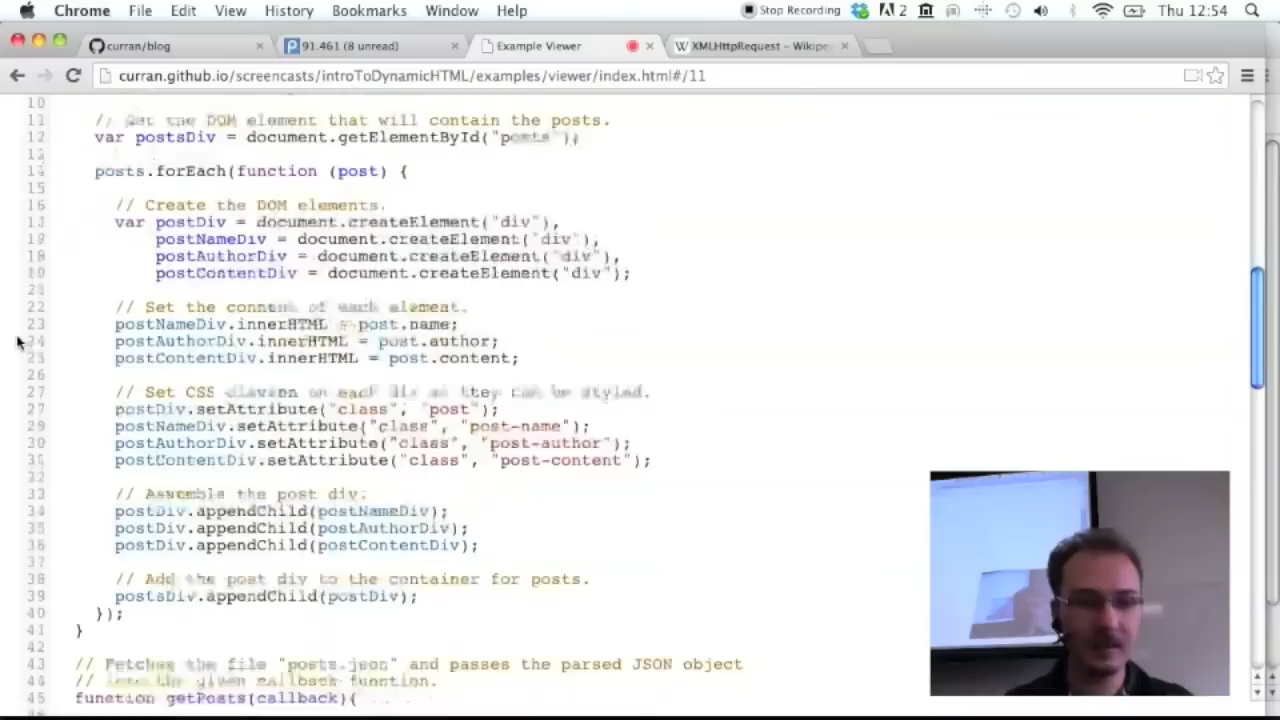 Chrome File Edit View History Bookmarks Window Help Stop Recording 2 Thu 12:54
curran/blog 91.461 (8 unread) Example Viewer XMLHttpRequest – Wikipe
curran.github.io/screencasts/introToDynamicHTML/examples/viewer/index.html#/11
10
11 // Get the DOM element that will contain the posts.
12 var postsDiv = document.getElementById("posts");
13
14 posts.forEach(function (post) {
15
16 // Create the DOM elements.
var postDiv = document.createElement("div"),
postNameDiv = document.createElement("div"),
postAuthorDiv = document.createElement("div"),
postContentDiv = document.createElement("div");
22 // Set the content of each element.
23 postNameDiv.innerHTML = post.name;
24 postAuthorDiv.innerHTML = post.author;
25 postContentDiv.innerHTML = post.content;
26
27 // Set CSS classes on each div so they can be styled.
postDiv.setAttribute("class", "post");
postNameDiv.setAttribute("class", "post-name");
30 postAuthorDiv.setAttribute("class", "post-author");
postContentDiv.setAttribute("class", "post-content");
32
33 // Assemble the post div.
34 postDiv.appendChild(postNameDiv);
35 postDiv.appendChild(postAuthorDiv);
36 postDiv.appendChild(postContentDiv);
37
38 // Add the post div to the container for posts.
39 postsDiv.appendChild(postDiv);
40 });
41 }
42
43 // Fetches the file "posts.json" and passes the parsed JSON object
44 // into the given callback function.
45 function getPosts(callback){